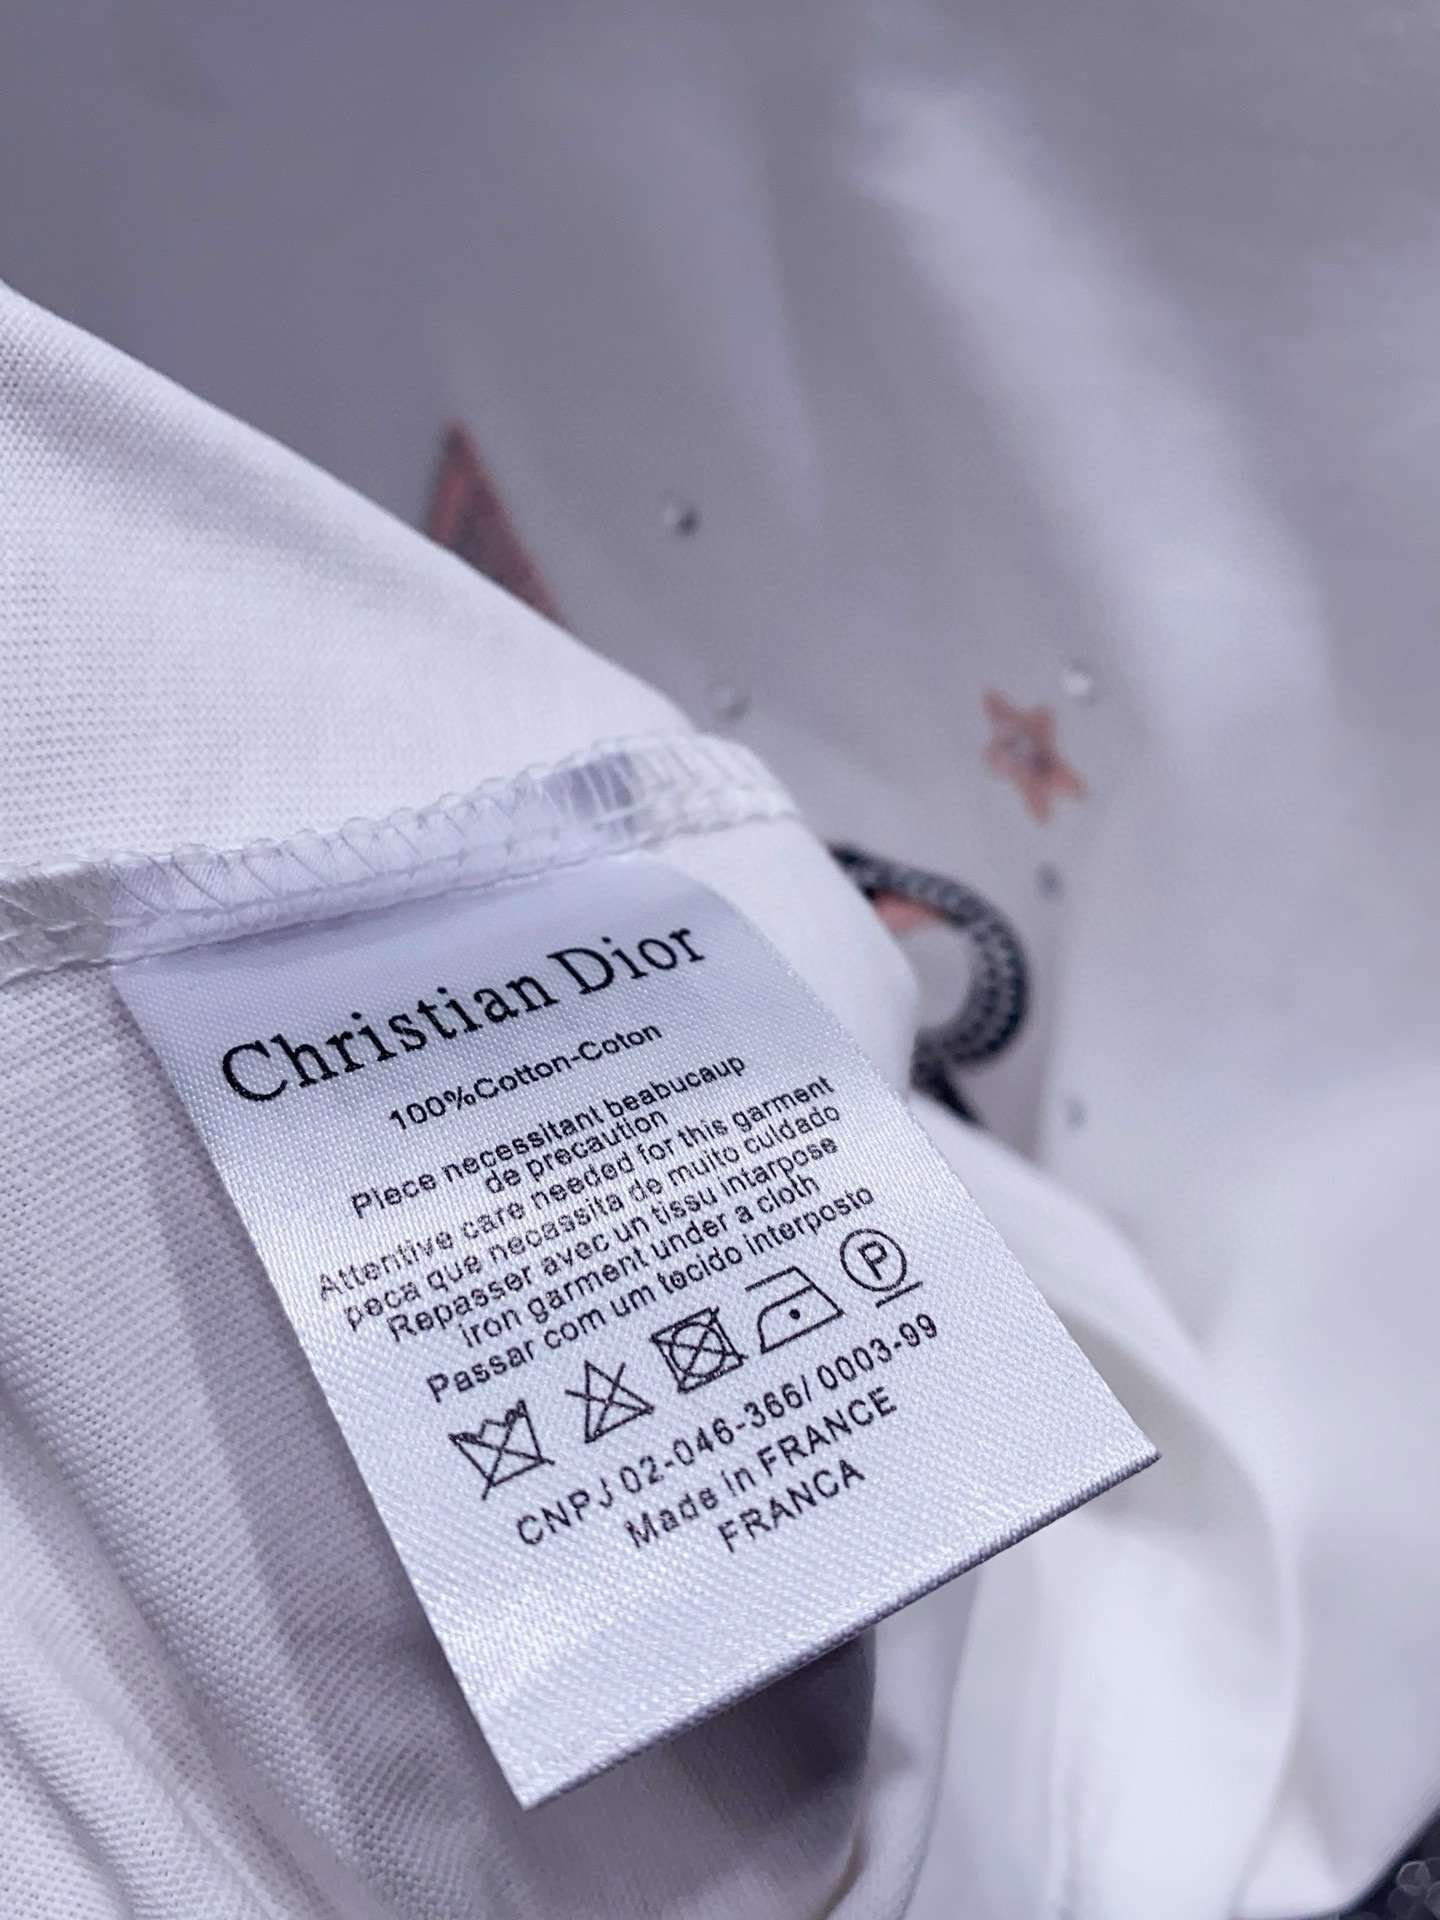 Christian Dior
100%Cotton-Coton
Piece necessitant beabucaup
de precaution
Attentive care needed for this garment
peca que necassita de muito cuidado
Repasser avec un tissu intarpose
iron garment under a cloth
Passar com um tecido interposto
P
CNPJ 02-046-366/ 0003-99
Made in FRANCE
FRANCA